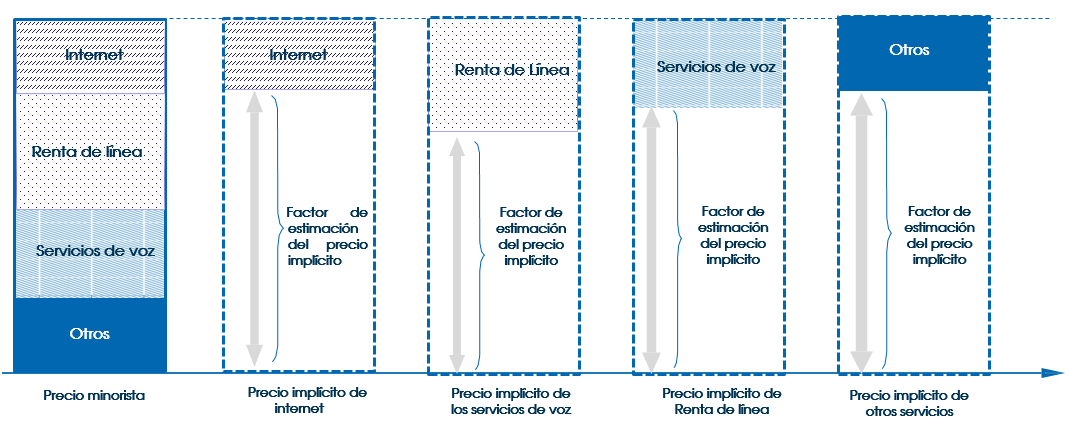 Internet
Renta de línea
Servicios de voz
Otros
Precio minorista
Internet
Factor de
estimación
del precio
implícito
Precio implícito de
internet
Renta de Línea
Factor de
estimación
del precio
implícito
Precio implícito de
los servicios de voz
Servicios de voz
Factor de
estimación
del precio
implícito
Precio implícito de
Renta de línea
Otros
Factor de
estimación
del precio
implícito
Precio implícito de
otros servicios